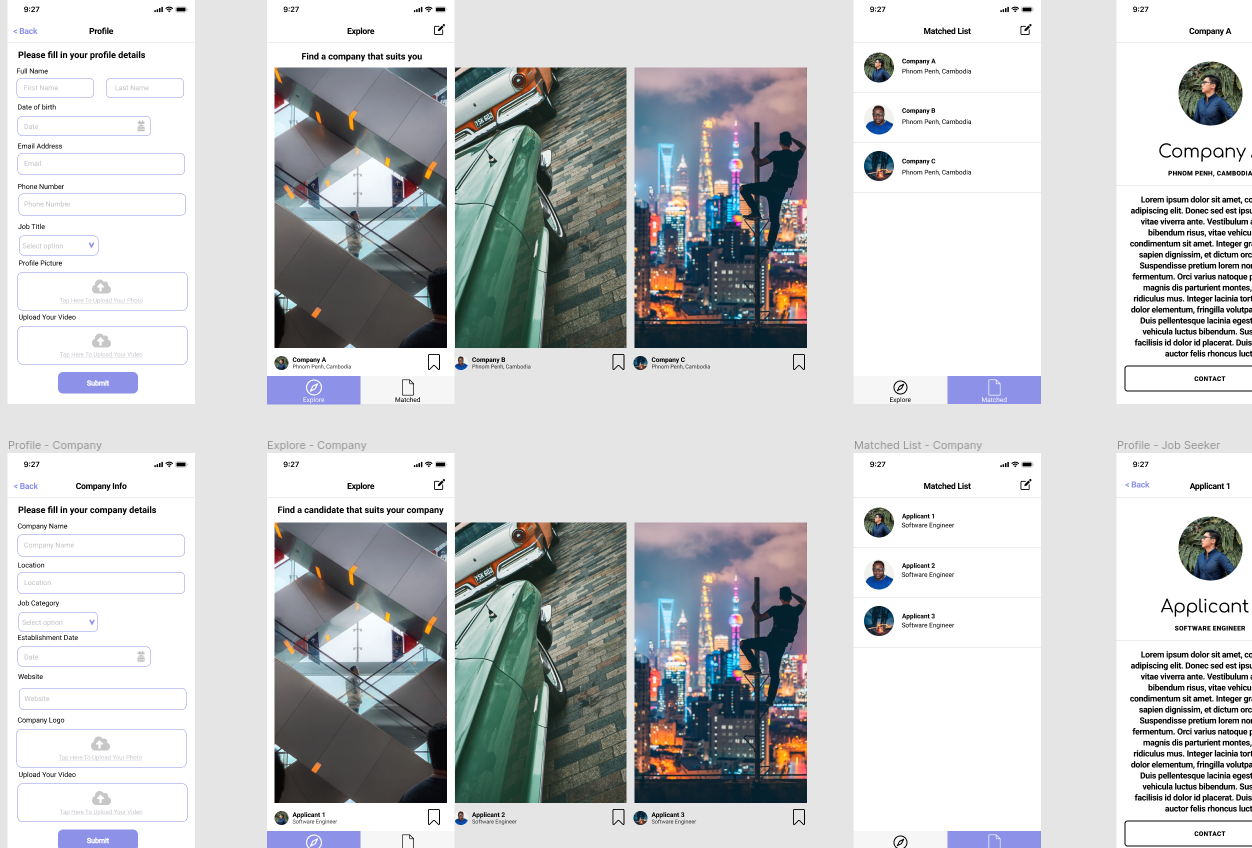 9:27
< Back
Profile
Please fill in your profile details
Full Name
First Name
Last Name
Date of birth
Date
Email Address
Email
Phone Number
Phone Number
Job Title
Select option
Profile Picture
Tap Here To Upload Your Photo
Upload Your Video
Tap Here To Upload Your Video
Submit
9:27
Explore
Find a company that suits you
Company A
Phnom Penh, Cambodia
Company B
Phnom Penh, Cambodia
Company C
Phnom Penh, Cambodia
Explore
Matched
9:27
Matched List
Company A
Phnom Penh, Cambodia
Company B
Phnom Penh, Cambodia
Company C
Phnom Penh, Cambodia
Explore
Matched
9:27
Company A
Company
PHNOM PENH, CAMBODIA
Lorem ipsum dolor sit amet, co
adipiscing elit. Donec sed est ipsu
vitae viverra ante. Vestibulum a
bibendum risus, vitae vehicu
condimentum sit amet. Integer gr
sapien dignissim, et dictum orc
Suspendisse pretium lorem no
fermentum. Orci varius natoque p
magnis dis parturient montes,
ridiculus mus. Integer lacinia tort
dolor elementum, fringilla volutpa
Duis pellentesque lacinia egest
vehicula luctus bibendum. Sus
facilisis id dolor id placerat. Duis
auctor felis rhoncus luct
CONTACT
Profile - Company
9:27
< Back
Company Info
Please fill in your company details
Company Name
Company Name
Location
Location
Job Category
Select option
Establishment Date
Date
Website
Website
Company Logo
Tap Here To Upload Your Photo
Upload Your Video
Tap Here To Upload Your Video
Submit
Explore - Company
9:27
Explore
Find a candidate that suits your company
Applicant 1
Software Engineer
Applicant 2
Software Engineer
Applicant 3
Software Engineer
Matched List - Company
9:27
Matched List
Applicant 1
Software Engineer
Applicant 2
Software Engineer
Applicant 3
Software Engineer
Profile - Job Seeker
9:27
< Back
Applicant 1
Applicant
SOFTWARE ENGINEER
Lorem ipsum dolor sit amet, co
adipiscing elit. Donec sed est ipsu
vitae viverra ante. Vestibulum a
bibendum risus, vitae vehicu
condimentum sit amet. Integer gr
sapien dignissim, et dictum orc
Suspendisse pretium lorem no
fermentum. Orci varius natoque p
magnis dis parturient montes,
ridiculus mus. Integer lacinia tort
dolor elementum, fringilla volutpa
Duis pellentesque lacinia egest
vehicula luctus bibendum. Sus
facilisis id dolor id placerat. Duis
auctor felis rhoncus luct
CONTACT